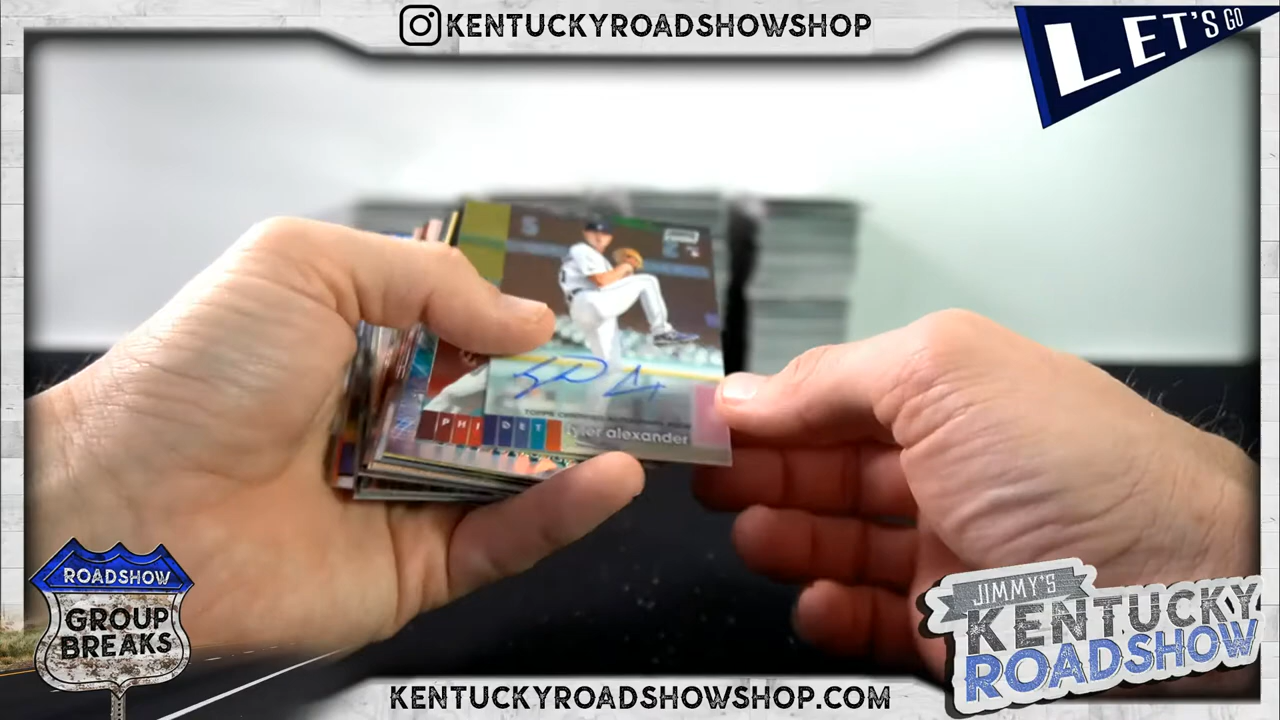 KENTUCKYROADSHOWSHOP
LET'S GO
PHI
DET
tyler alexander
ROADSHOW
GROUP
BREAKS
JIMMY'S
KENTUCKY
ROADSHOW
KENTUCKYROADSHOWSHOP.COM